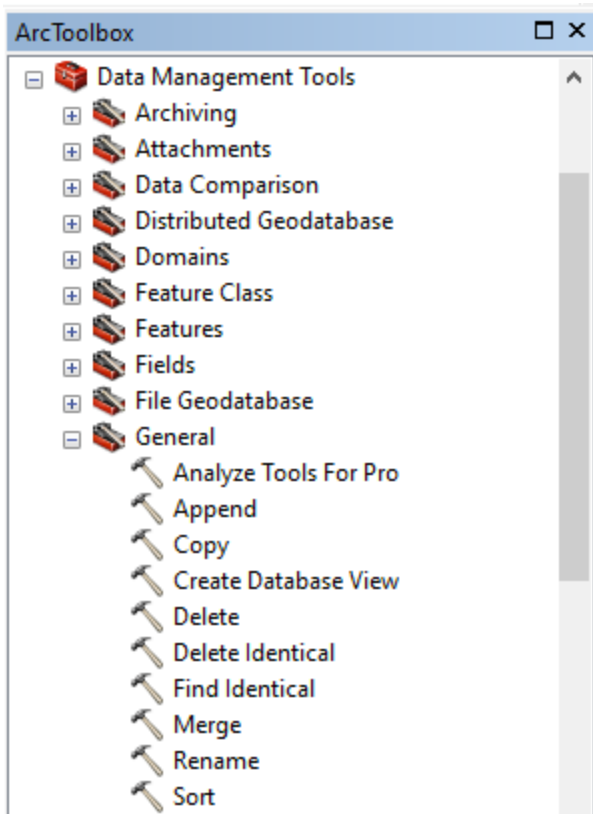 ArcToolbox
Data Management Tools
Archiving
Attachments
Data Comparison
Distributed Geodatabase
Domains
Feature Class
Features
Fields
File Geodatabase
General
Analyze Tools For Pro
Append
Copy
Create Database View
Delete
Delete Identical
Find Identical
Merge
Rename
Sort